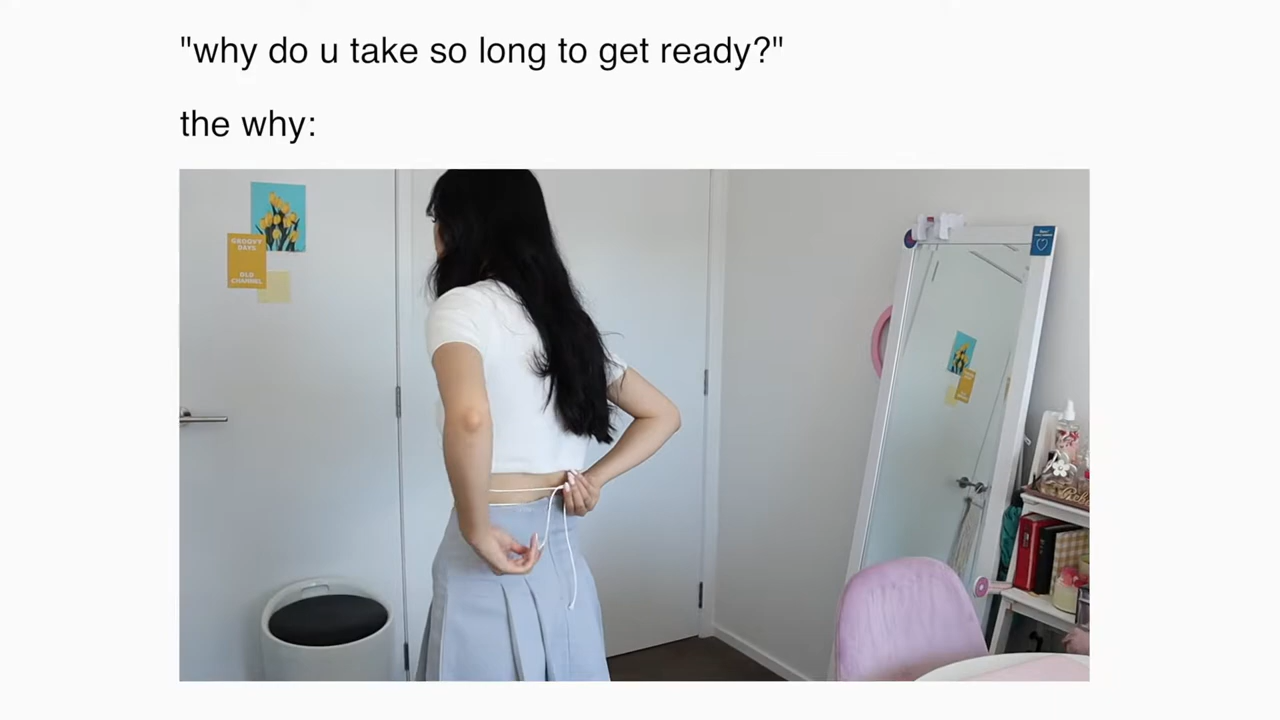 "why do u take so long to get ready?"
the why:
GROOVY
DAYS
OLD
CHANNEL